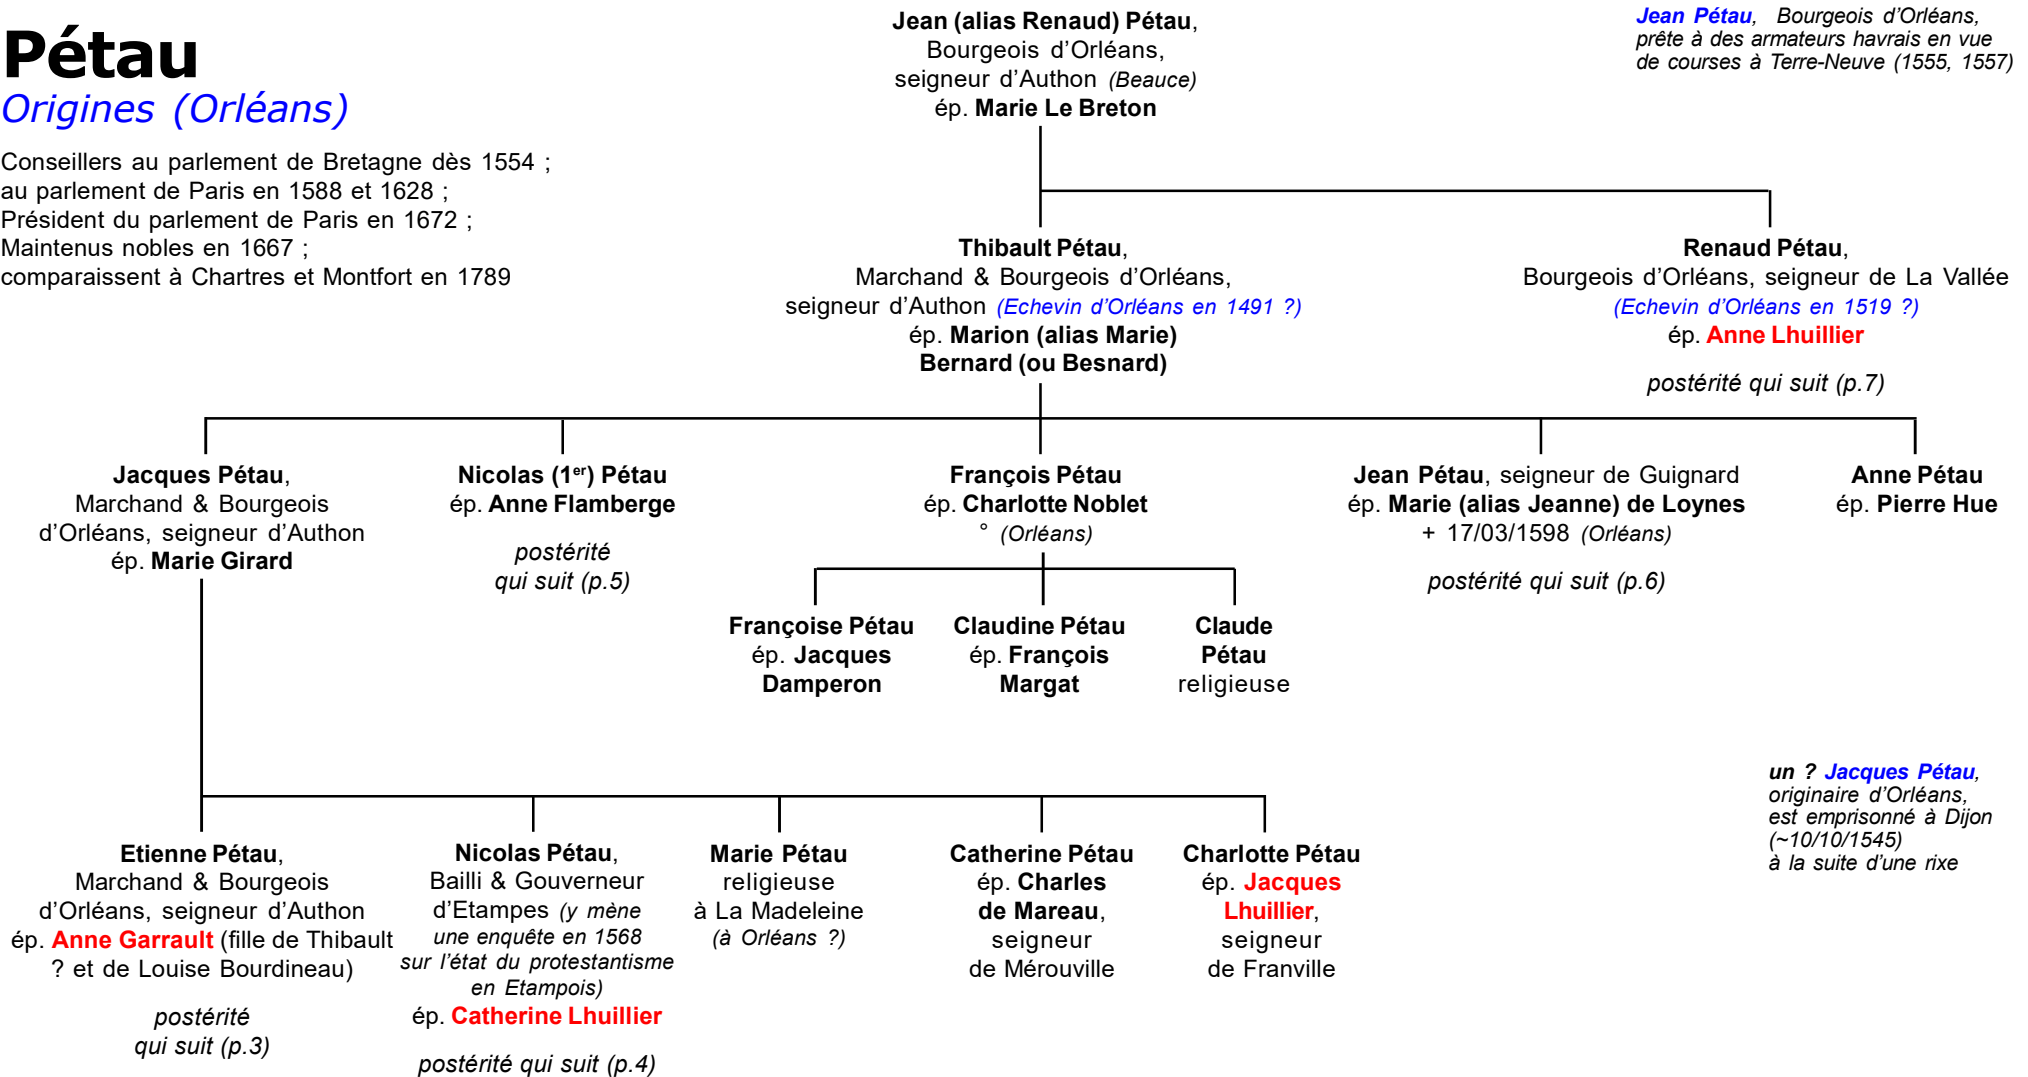 Pétau
Origines (Orléans)
Conseillers au parlement de Bretagne dès 1554 ;
au parlement de Paris en 1588 et 1628 ;
Président du parlement de Paris en 1672 ;
Maintenus nobles en 1667 ;
comparaissent à Chartres et Montfort en 1789
Jean (alias Renaud) Pétau,
Bourgeois d’Orléans,
seigneur d’Authon (Beauce)
ép. Marie Le Breton
Jean Pétau, Bourgeois d’Orléans,
prête à des armateurs havrais en vue
de courses à Terre-Neuve (1555, 1557)
Thibault Pétau,
Marchand & Bourgeois d’Orléans,
seigneur d’Authon (Echevin d’Orléans en 1491 ?)
ép. Marion (alias Marie)
Bernard (ou Besnard)
Renaud Pétau,
Bourgeois d’Orléans, seigneur de La Vallée
(Echevin d’Orléans en 1519 ?)
ép. Anne Lhuillier
postérité qui suit (p.7)
Jacques Pétau,
Marchand & Bourgeois
d’Orléans, seigneur d’Authon
ép. Marie Girard
Nicolas (1er) Pétau
ép. Anne Flamberge
postérité
qui suit (p.5)
François Pétau
ép. Charlotte Noblet
° (Orléans)
Jean Pétau, seigneur de Guignard
ép. Marie (alias Jeanne) de Loynes
+ 17/03/1598 (Orléans)
postérité qui suit (p.6)
Anne Pétau
ép. Pierre Hue
Françoise Pétau
ép. Jacques
Damperon
Claudine Pétau
ép. François
Margat
Claude
Pétau
religieuse
un ? Jacques Pétau,
originaire d’Orléans,
est emprisonné à Dijon
(~10/10/1545)
à la suite d’une rixe
Etienne Pétau,
Marchand & Bourgeois
d’Orléans, seigneur d’Authon
ép. Anne Garrault (fille de Thibault
? et de Louise Bourdineau)
postérité
qui suit (p.3)
Nicolas Pétau,
Bailli & Gouverneur
d’Etampes (y mène
une enquête en 1568
sur l’état du protestantisme
en Etampois)
ép. Catherine Lhuillier
postérité qui suit (p.4)
Marie Pétau
religieuse
à La Madeleine
(à Orléans ?)
Catherine Pétau
ép. Charles
de Mareau,
seigneur
de Mérouville
Charlotte Pétau
ép. Jacques
Lhuillier,
seigneur
de Franville